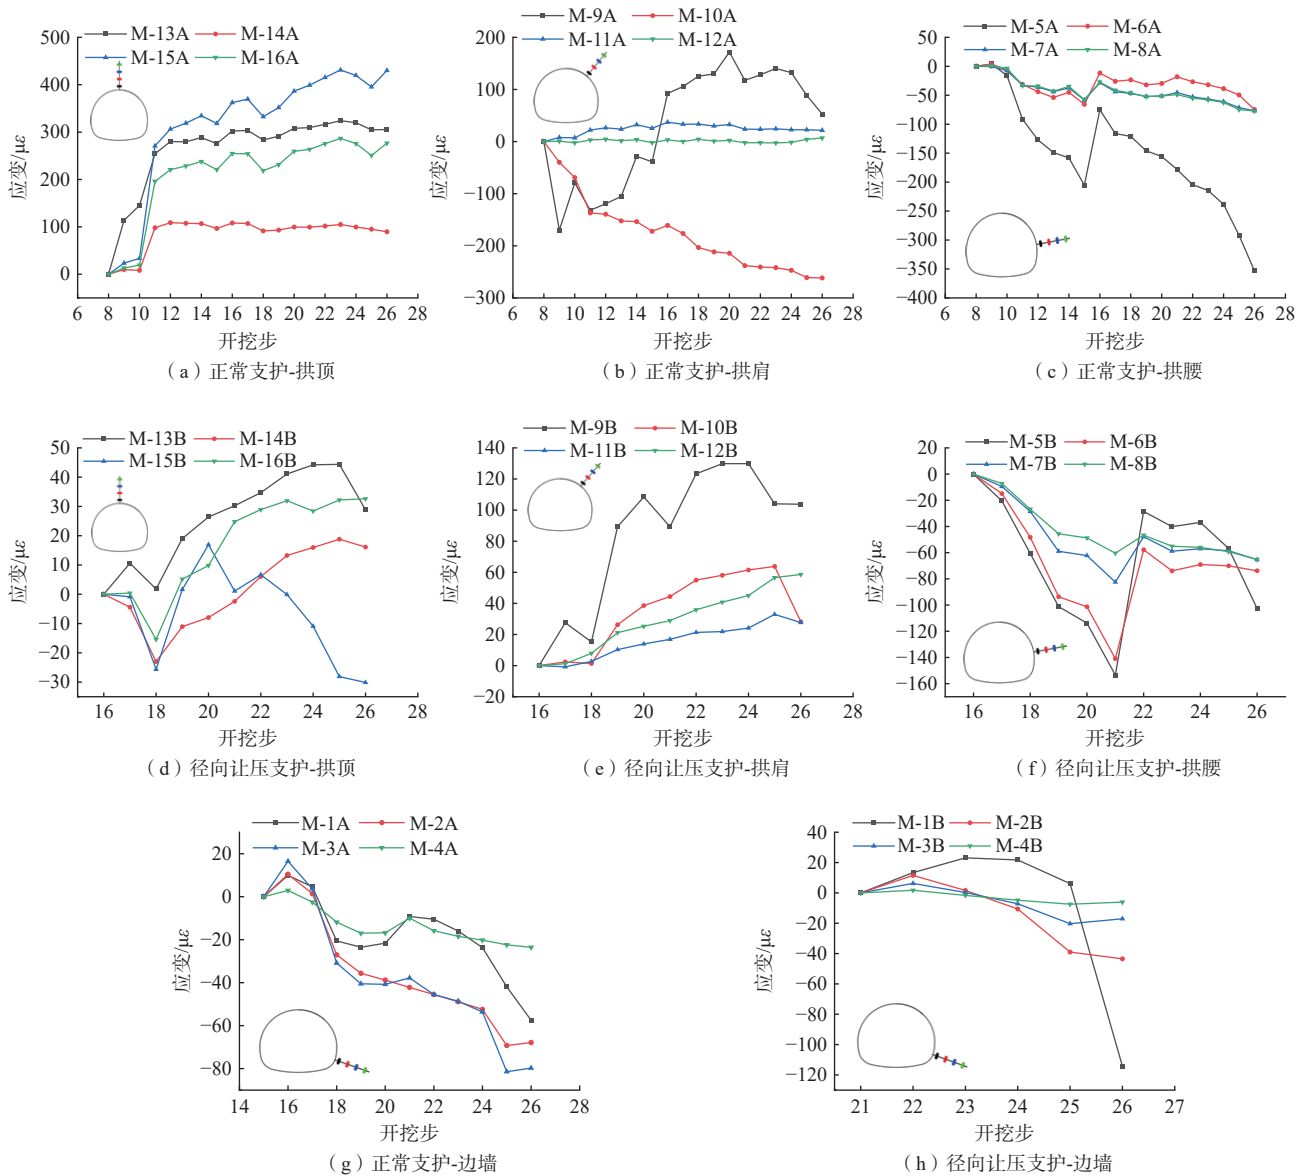 M-13A M-14A
M-15A M-16A
应变/με
500
400
300
200
100
0
6 8 10 12 14 16 18 20 22 24 26 28
开挖步
（a）正常支护-拱顶
M-9A M-10A
M-11A M-12A
应变/με
200
100
0
−100
−200
−300
6 8 10 12 14 16 18 20 22 24 26 28
开挖步
（b）正常支护-拱肩
M-5A M-6A
M-7A M-8A
应变/με
50
0
−50
−100
−150
−200
−250
−300
−350
−400
6 8 10 12 14 16 18 20 22 24 26 28
开挖步
（c）正常支护-拱腰
M-13B M-14B
M-15B M-16B
应变/με
50
40
30
20
10
0
−10
−20
−30
16 18 20 22 24 26 28
开挖步
（d）径向让压支护-拱顶
M-9B M-10B
M-11B M-12B
应变/με
140
120
100
80
60
40
20
0
−20
16 18 20 22 24 26 28
开挖步
（e）径向让压支护-拱肩
M-5B M-6B
M-7B M-8B
应变/με
20
0
−20
−40
−60
−80
−100
−120
−140
−160
16 18 20 22 24 26
开挖步
（f）径向让压支护-拱腰
M-1A M-2A
M-3A M-4A
应变/με
20
0
−20
−40
−60
−80
14 16 18 20 22 24 26 28
开挖步
（g）正常支护-边墙
M-1B M-2B
M-3B M-4B
应变/με
40
20
0
−20
−40
−60
−80
−100
−120
21 22 23 24 25 26 27
开挖步
（h）径向让压支护-边墙